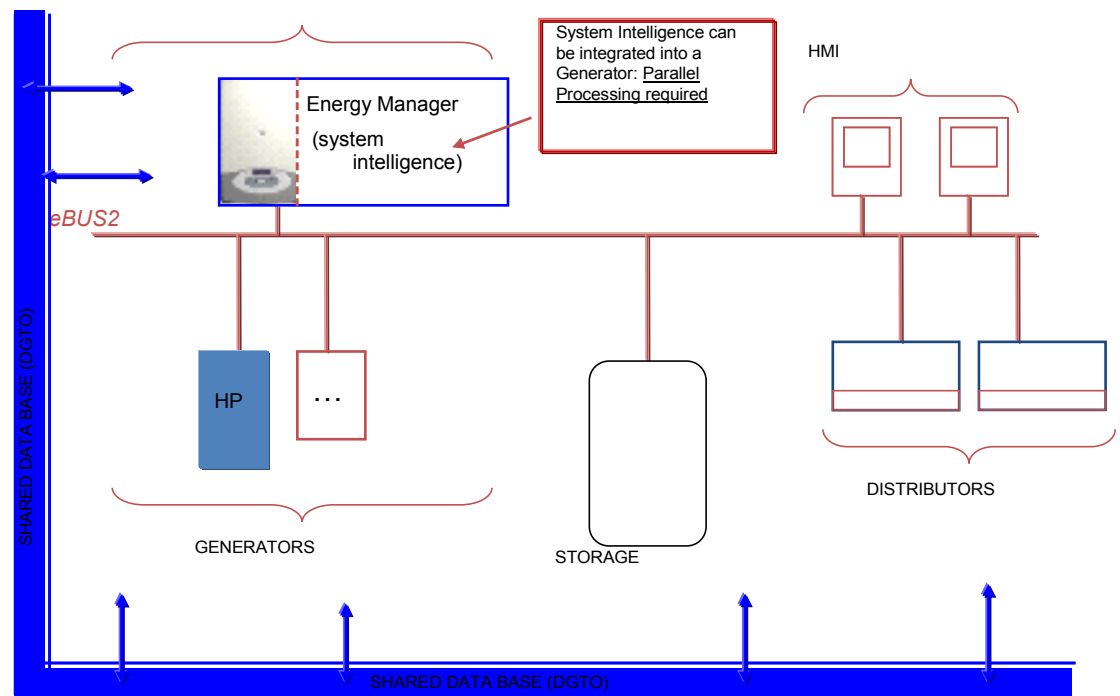 System Intelligence can
be integrated into a
Generator: Parallel
Processing required
HMI
Energy Manager
(system
intelligence)
eBUS2
SHARED DATA BASE (DGTO)
HP
...
GENERATORS
STORAGE
DISTRIBUTORS
SHARED DATA BASE (DGTO)